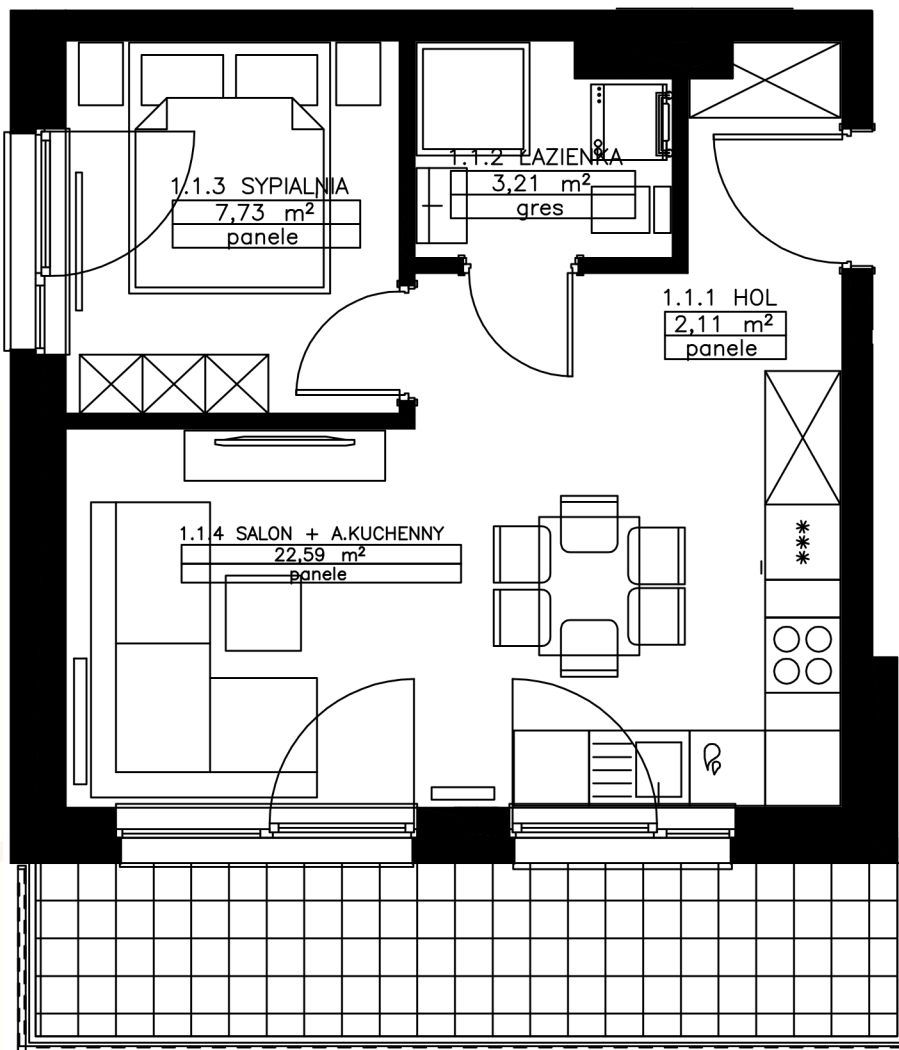 1.1.3 SYPIALNIA
7,73 m²
panele
1.1.2 ŁAZIENKA
3,21 m²
gres
1.1.1 HOL
2,11 m²
panele
1.1.4 SALON + A.KUCHENNY
22,59 m²
panele